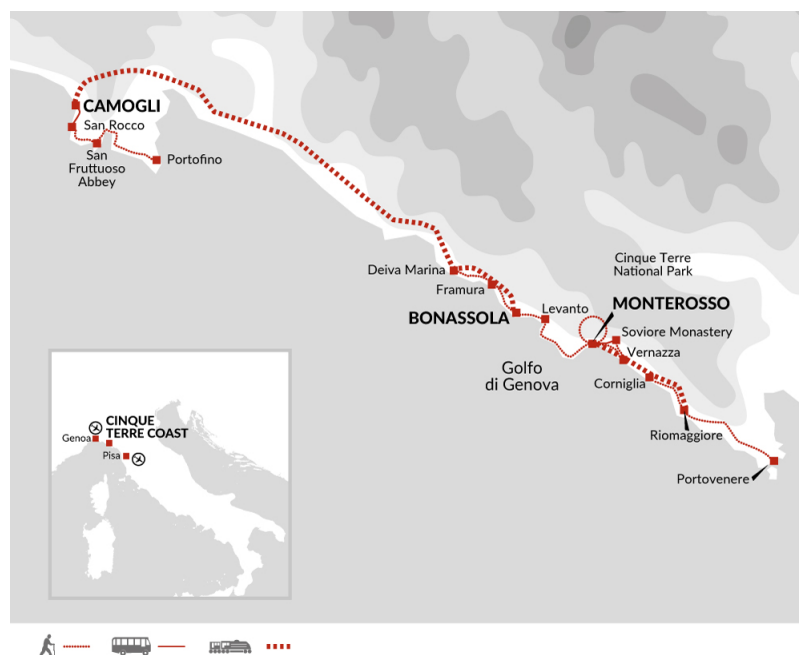 CAMOGLI
San Rocco
San
Fruttuoso
Abbey
Portofino
Deiva Marina
Framura
BONASSOLA
Levanto
Cinque Terre
National Park
MONTEROSSO
Soviore Monastery
Vernazza
Golfo
di Genova
Corniglia
Riomaggiore
Portovenere
CINQUE
TERRE COAST
Genoa
Pisa